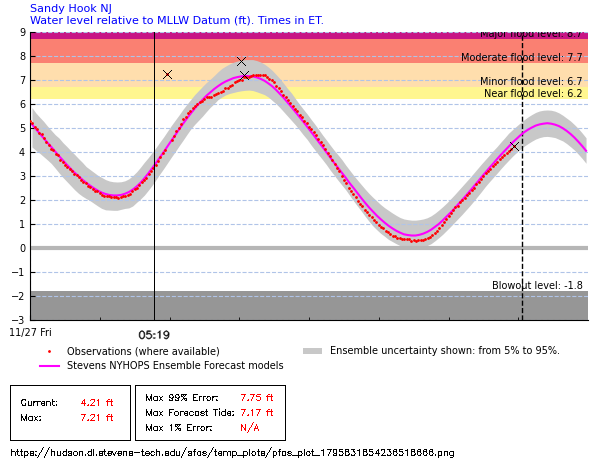 Sandy Hook NJ
Water level relative to MLLW Datum (ft). Times in ET.
9
Major flood level: 8.7
8
Moderate flood level: 7.7
7
Minor flood level: 6.7
Near flood level: 6.2
6
5
4
3
2
1
0
−1
Blowout level: -1.8
−2
−3
11/27 Fri
05:19
Observations (where available)
Ensemble uncertainty shown: from 5% to 95%.
Stevens NYHOPS Ensemble Forecast models
Current: 4.21 ft
Max: 7.21 ft
Max 99% Error: 7.75 ft
Max Forecast Tide: 7.17 ft
Max 1% Error: N/A
https://hudson.dl.stevens-tech.edu/sfas/temp_plots/pfas_plot_1795831854236518666.png